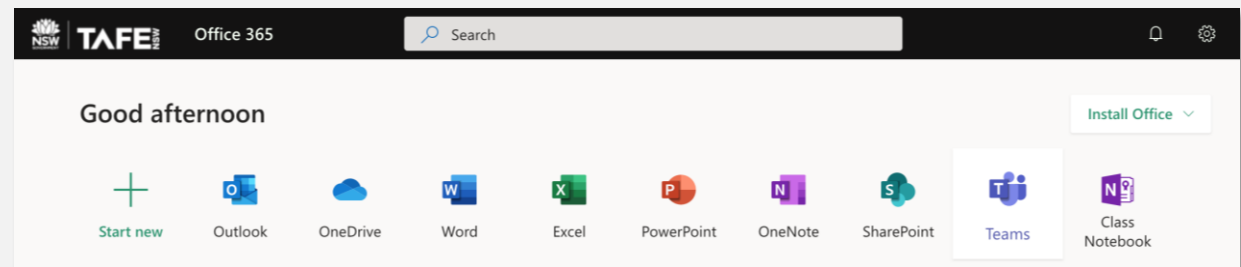 NSW TAFE NSW Office 365 Search
Good afternoon
Install Office
Start new Outlook OneDrive Word Excel PowerPoint OneNote SharePoint Teams Class Notebook